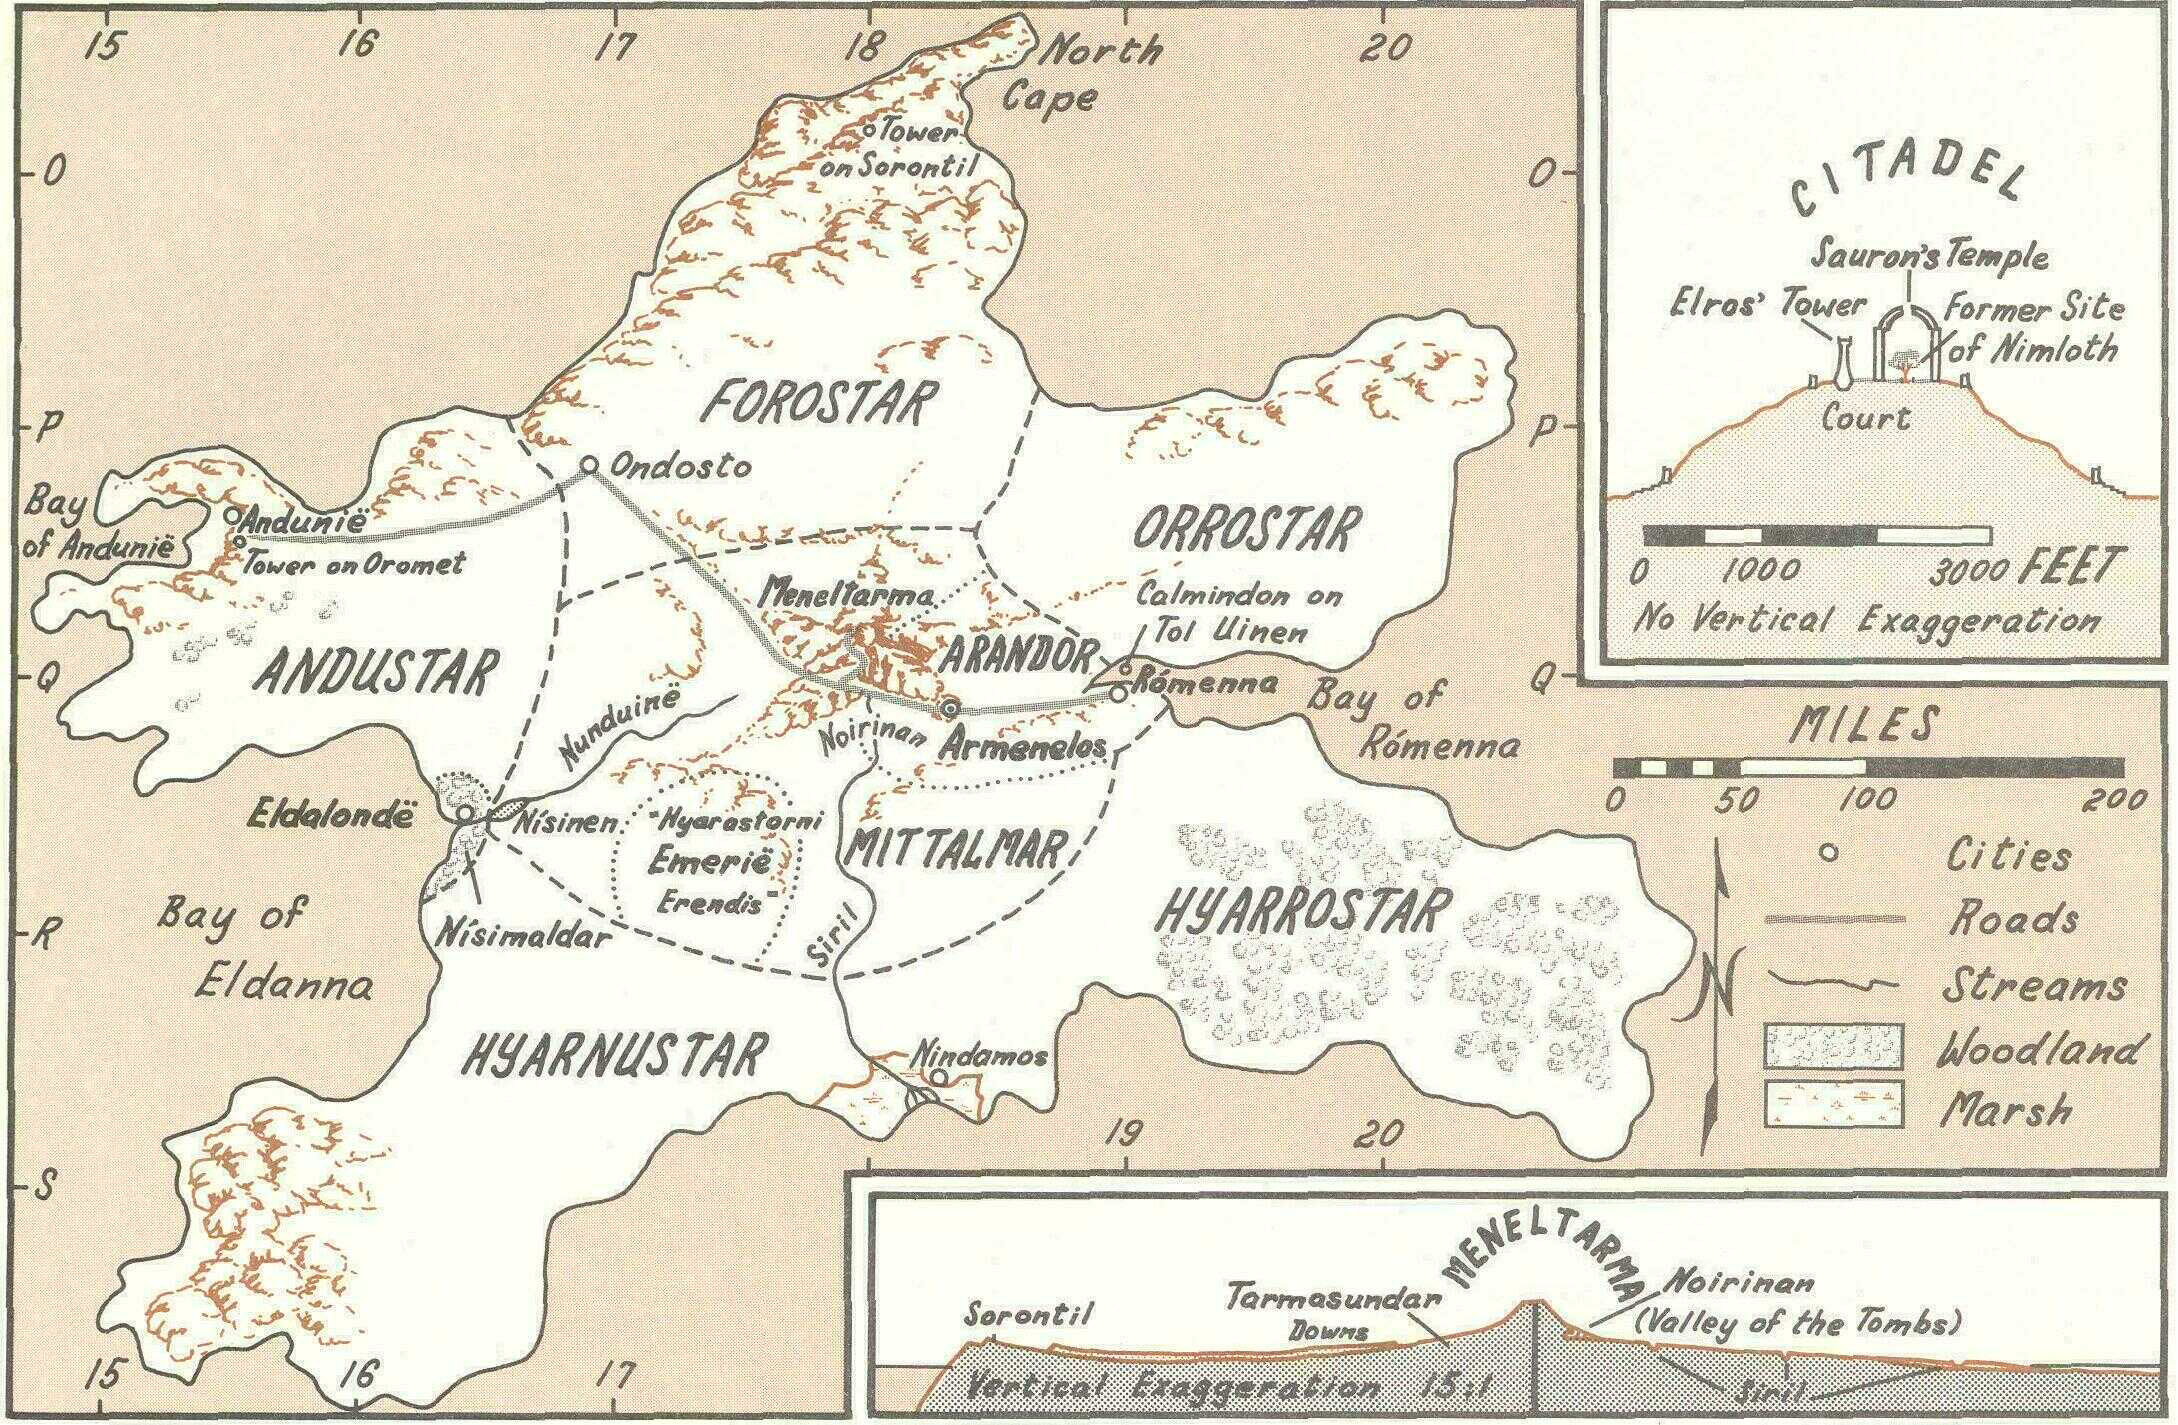 15
16
17
18
20
North
Cape
Tower
on Sorontil
O
O
P
P
Q
Q
R
S
FOROSTAR
Ondosto
Bay
of Andunië
Andunië
Tower on Oromet
ORROSTAR
Meneltarma
Calmindon on
Tol Uinen
ARANDOR
Rómenna
Bay of
Rómenna
ANDUSTAR
Nunduinë
Noirinan
Armenelos
Eldalondë
Nísinen
"Hyarastorni
Emerië
Erendis"
MITTALMAR
Siril
HYARROSTAR
Nísimaldar
Bay of
Eldanna
HYARNUSTAR
Nindamos
19
20
15
16
17
CITADEL
Sauron's Temple
Elros' Tower
Former Site
of Nimloth
Court
0 1000 3000 FEET
No Vertical Exaggeration
MILES
0 50 100 200
Cities
Roads
Streams
N
Woodland
Marsh
MENELTARMA
Sorontil
Tarmasundar
Downs
Noirinan
(Valley of the Tombs)
Vertical Exaggeration 15:1
Siril